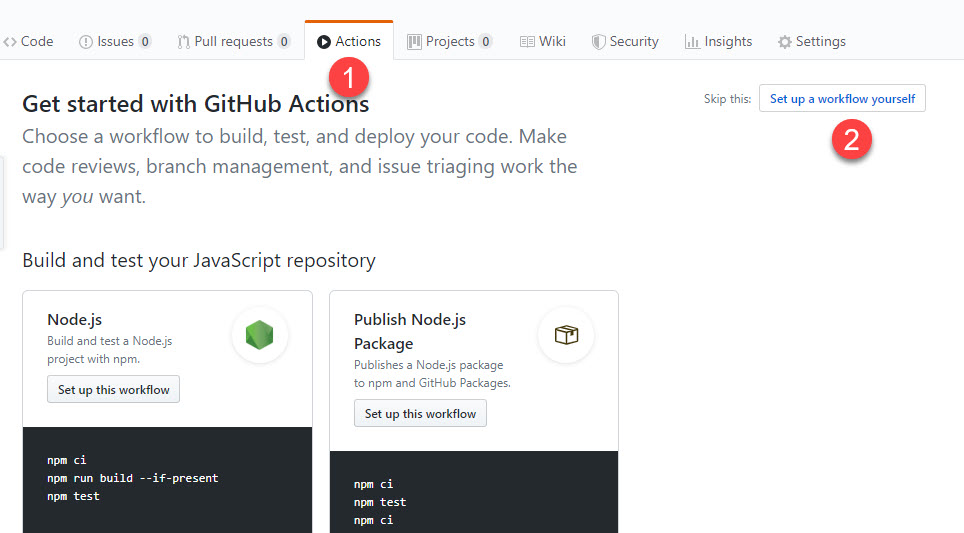 Code Issues 0 Pull requests 0 Actions Projects 0 Wiki Security Insights Settings
1
Get started with GitHub Actions
Skip this: Set up a workflow yourself
2
Choose a workflow to build, test, and deploy your code. Make
code reviews, branch management, and issue triaging work the
way you want.
Build and test your JavaScript repository
Node.js
Build and test a Node.js
project with npm.
Set up this workflow
npm ci
npm run build --if-present
npm test
Publish Node.js
Package
Publishes a Node.js package
to npm and GitHub Packages.
Set up this workflow
npm ci
npm test
npm ci